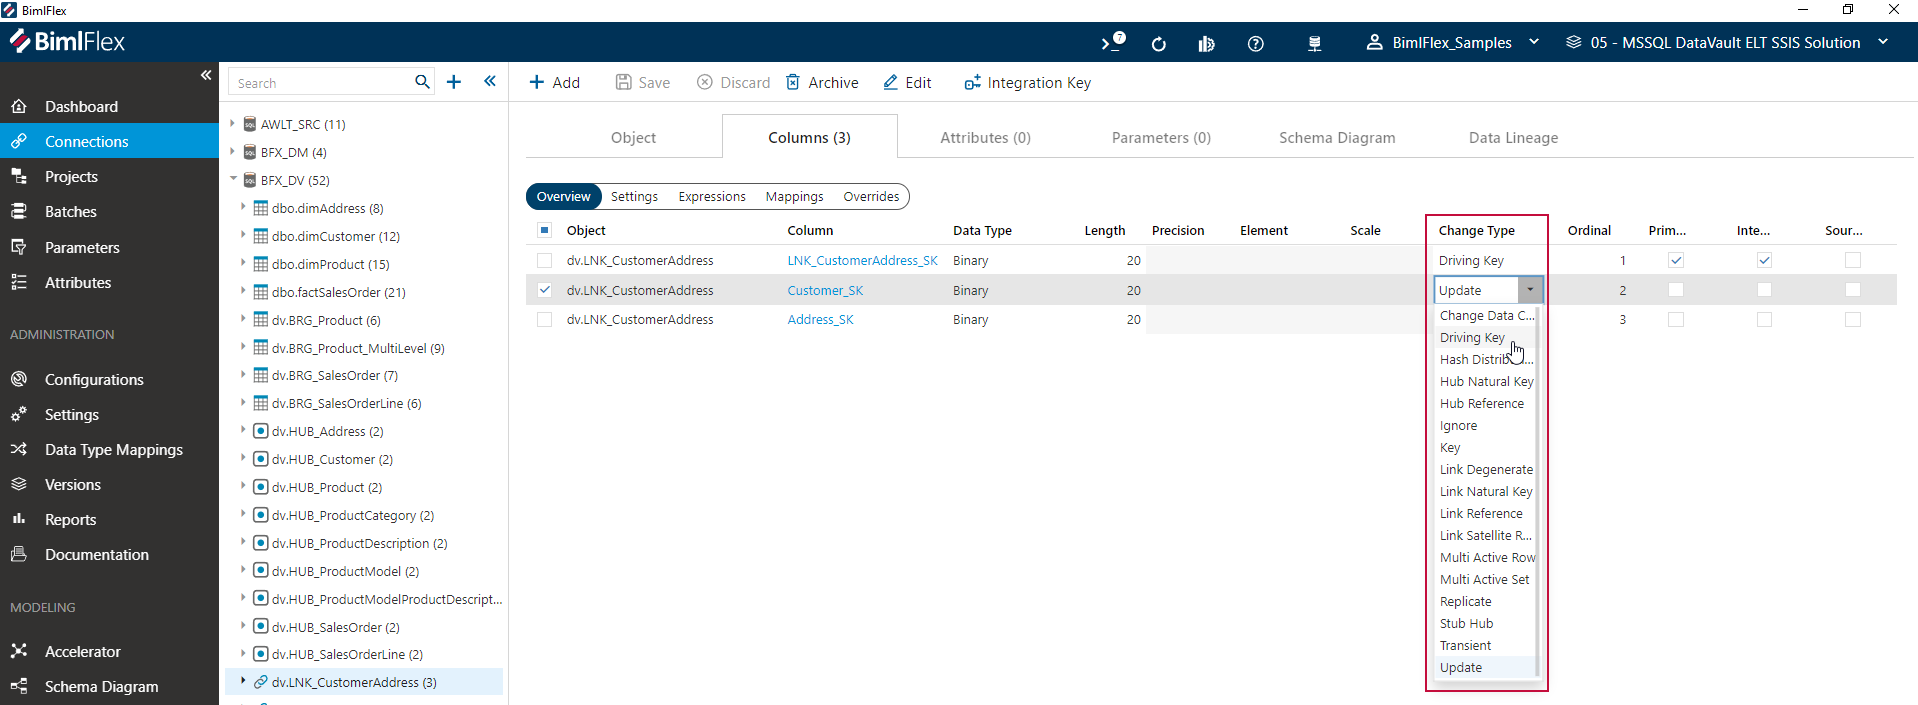 BimlFlex
BimlFlex
7
BimlFlex_Samples
05 - MSSQL DataVault ELT SSIS Solution
Dashboard
Connections
Projects
Batches
Parameters
Attributes
ADMINISTRATION
Configurations
Settings
Data Type Mappings
Versions
Reports
Documentation
MODELING
Accelerator
Schema Diagram
Search
AWLT_SRC (11)
BFX_DM (4)
BFX_DV (52)
dbo.dimAddress (8)
dbo.dimCustomer (12)
dbo.dimProduct (15)
dbo.factSalesOrder (21)
dv.BRG_Product (6)
dv.BRG_Product_MultiLevel (9)
dv.BRG_SalesOrder (7)
dv.BRG_SalesOrderLine (6)
dv.HUB_Address (2)
dv.HUB_Customer (2)
dv.HUB_Product (2)
dv.HUB_ProductCategory (2)
dv.HUB_ProductDescription (2)
dv.HUB_ProductModel (2)
dv.HUB_ProductModelProductDescript...
dv.HUB_SalesOrder (2)
dv.HUB_SalesOrderLine (2)
dv.LNK_CustomerAddress (3)
Add Save Discard Archive Edit Integration Key
Object Columns (3) Attributes (0) Parameters (0) Schema Diagram Data Lineage
Overview Settings Expressions Mappings Overrides
Object Column Data Type Length Precision Element Scale Change Type Ordinal Prim... Inte... Sour...
dv.LNK_CustomerAddress LNK_CustomerAddress_SK Binary 20 Driving Key 1
dv.LNK_CustomerAddress Customer_SK Binary 20 Update 2
dv.LNK_CustomerAddress Address_SK Binary 20 3
Change Data C...
Driving Key
Hash Distrib...
Hub Natural Key
Hub Reference
Ignore
Key
Link Degenerate
Link Natural Key
Link Reference
Link Satellite R...
Multi Active Row
Multi Active Set
Replicate
Stub Hub
Transient
Update